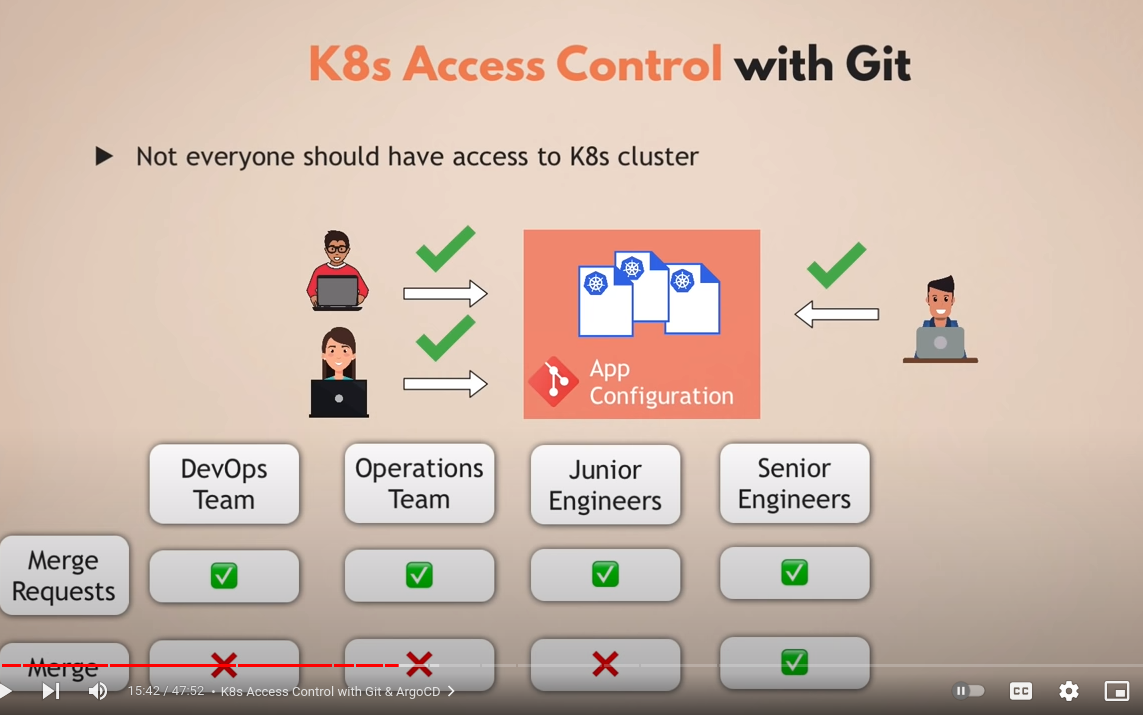 K8s Access Control with Git
Not everyone should have access to K8s cluster
App
Configuration
DevOps
Team
Operations
Team
Junior
Engineers
Senior
Engineers
Merge
Requests
Merge
15:42 / 47:52 • K8s Access Control with Git & ArgoCD
CC